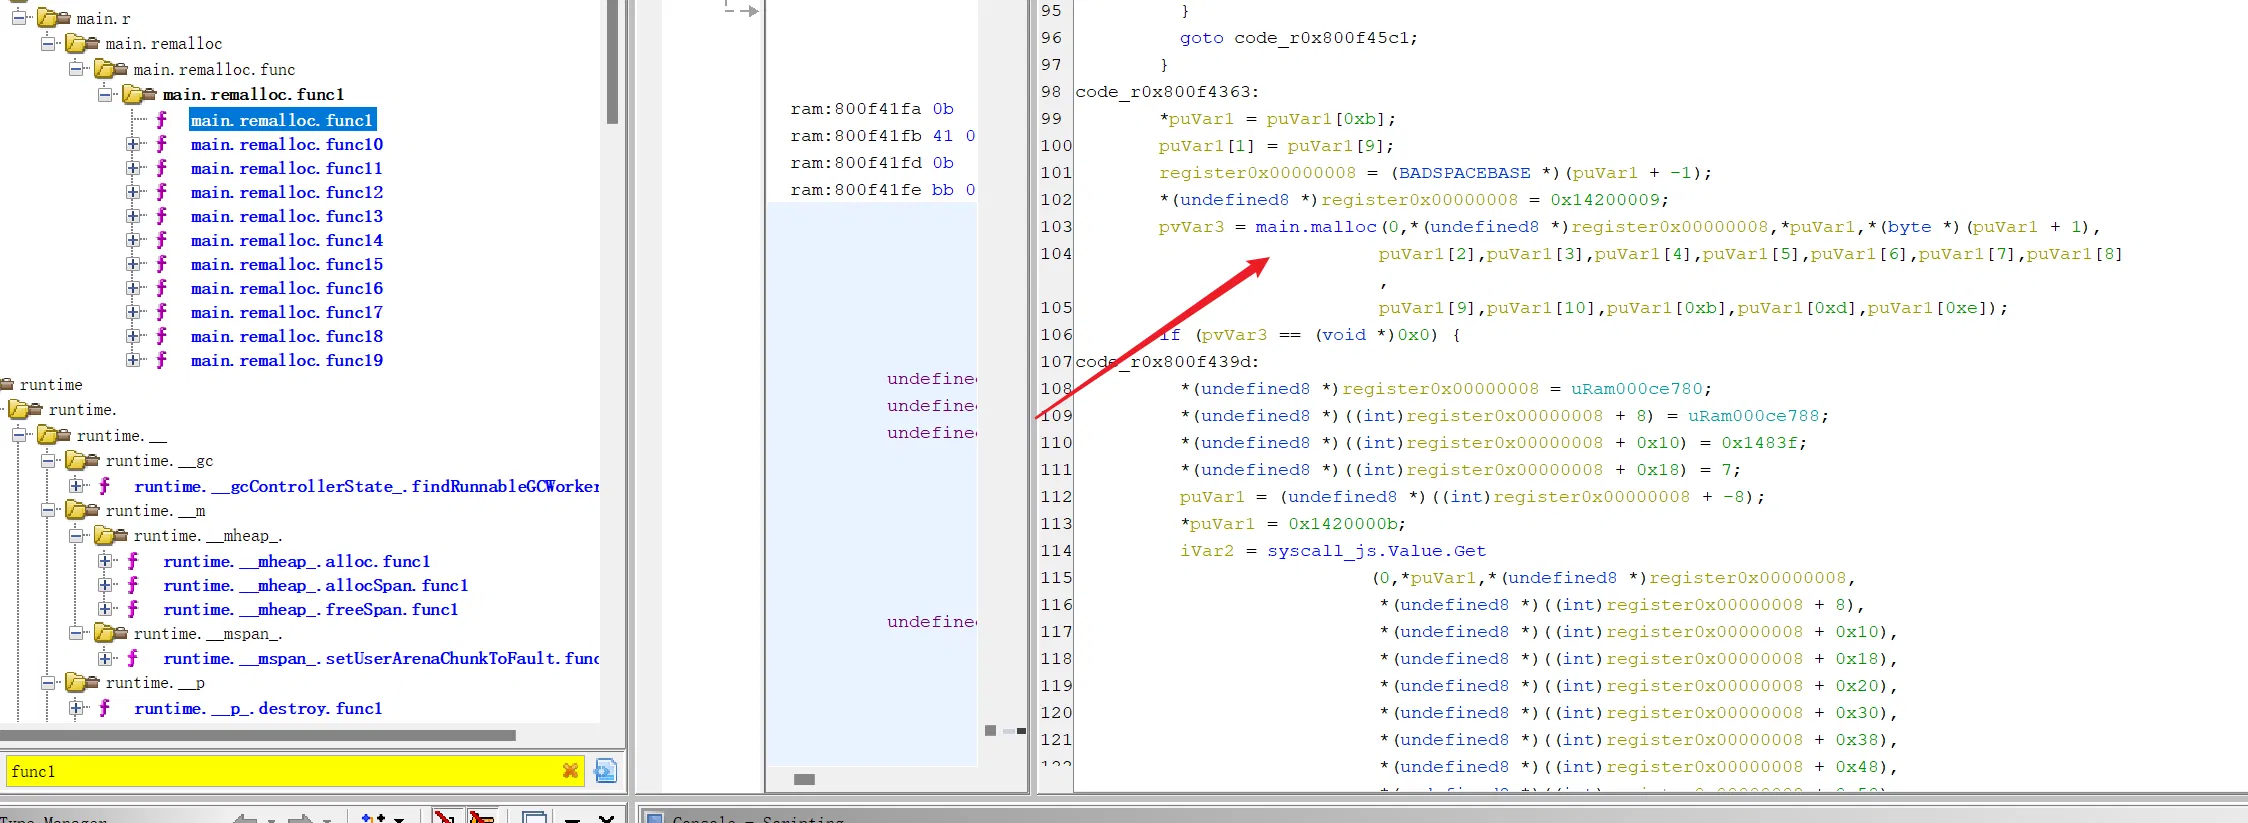 main.r
main.remalloc
main.remalloc.func
main.remalloc.func1
main.remalloc.func1
main.remalloc.func10
main.remalloc.func11
main.remalloc.func12
main.remalloc.func13
main.remalloc.func14
main.remalloc.func15
main.remalloc.func16
main.remalloc.func17
main.remalloc.func18
main.remalloc.func19
runtime
runtime.
runtime.__
runtime.__gc
runtime.__gcControllerState_.findRunnableGCWorker
runtime.__m
runtime.__mheap_.
runtime.__mheap_.alloc.func1
runtime.__mheap_.allocSpan.func1
runtime.__mheap_.freeSpan.func1
runtime.__mspan_.
runtime.__mspan_.setUserArenaChunkToFault.func
runtime.__p
runtime.__p_.destroy.func1
func1
ram:800f41fa 0b
ram:800f41fb 41 0
ram:800f41fd 0b
ram:800f41fe bb 0
undefine
undefine
undefine
undefine
95 }
96 goto code_r0x800f45c1;
97 }
98 code_r0x800f4363:
99 *puVar1 = puVar1[0xb];
100 puVar1[1] = puVar1[9];
101 register0x00000008 = (BADSPACEBASE *)(puVar1 + -1);
102 *(undefined8 *)register0x00000008 = 0x14200009;
103 pvVar3 = main.malloc(0,*(undefined8 *)register0x00000008,*puVar1,*(byte *)(puVar1 + 1),
104 puVar1[2],puVar1[3],puVar1[4],puVar1[5],puVar1[6],puVar1[7],puVar1[8]
,
105 puVar1[9],puVar1[10],puVar1[0xb],puVar1[0xd],puVar1[0xe]);
106 if (pvVar3 == (void *)0x0) {
107 code_r0x800f439d:
108 *(undefined8 *)register0x00000008 = uRam000ce780;
109 *(undefined8 *)((int)register0x00000008 + 8) = uRam000ce788;
110 *(undefined8 *)((int)register0x00000008 + 0x10) = 0x1483f;
111 *(undefined8 *)((int)register0x00000008 + 0x18) = 7;
112 puVar1 = (undefined8 *)((int)register0x00000008 + -8);
113 *puVar1 = 0x1420000b;
114 iVar2 = syscall_js.Value.Get
115 (0,*puVar1,*(undefined8 *)register0x00000008,
116 *(undefined8 *)((int)register0x00000008 + 8),
117 *(undefined8 *)((int)register0x00000008 + 0x10),
118 *(undefined8 *)((int)register0x00000008 + 0x18),
119 *(undefined8 *)((int)register0x00000008 + 0x20),
120 *(undefined8 *)((int)register0x00000008 + 0x30),
121 *(undefined8 *)((int)register0x00000008 + 0x38),
122 *(undefined8 *)((int)register0x00000008 + 0x48),
Type Manager
Console - Scripting